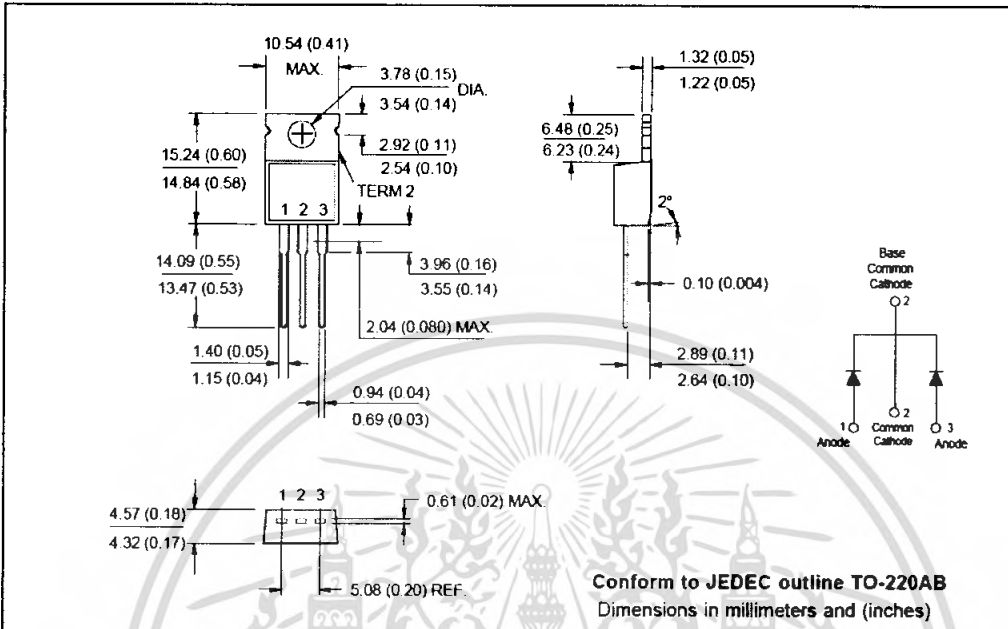 10.54 (0.41)
MAX.
3.78 (0.15)
DIA.
3.54 (0.14)
2.92 (0.11)
2.54 (0.10)
TERM 2
15.24 (0.60)
14.84 (0.58)
1 2 3
14.09 (0.55)
13.47 (0.53)
3.96 (0.16)
3.55 (0.14)
2.04 (0.080) MAX.
1.40 (0.05)
1.15 (0.04)
0.94 (0.04)
0.69 (0.03)
1.32 (0.05)
1.22 (0.05)
6.48 (0.25)
6.23 (0.24)
2°
0.10 (0.004)
2.89 (0.11)
2.64 (0.10)
Base
Common
Cathode
2
2
1
Common
3
Anode
Cathode
Anode
1 2 3
0.61 (0.02) MAX.
4.57 (0.18)
4.32 (0.17)
5.08 (0.20) REF.
Conform to JEDEC outline TO-220AB
Dimensions in millimeters and (inches)